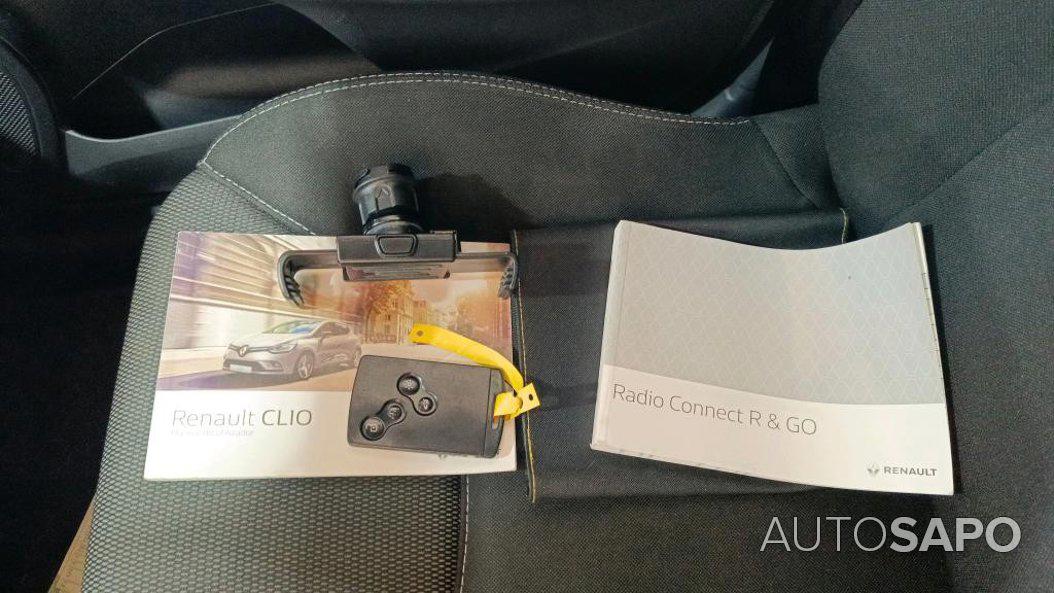 Renault CLIO
Radio Connect R & GO
RENAULT
AUTOSAPO